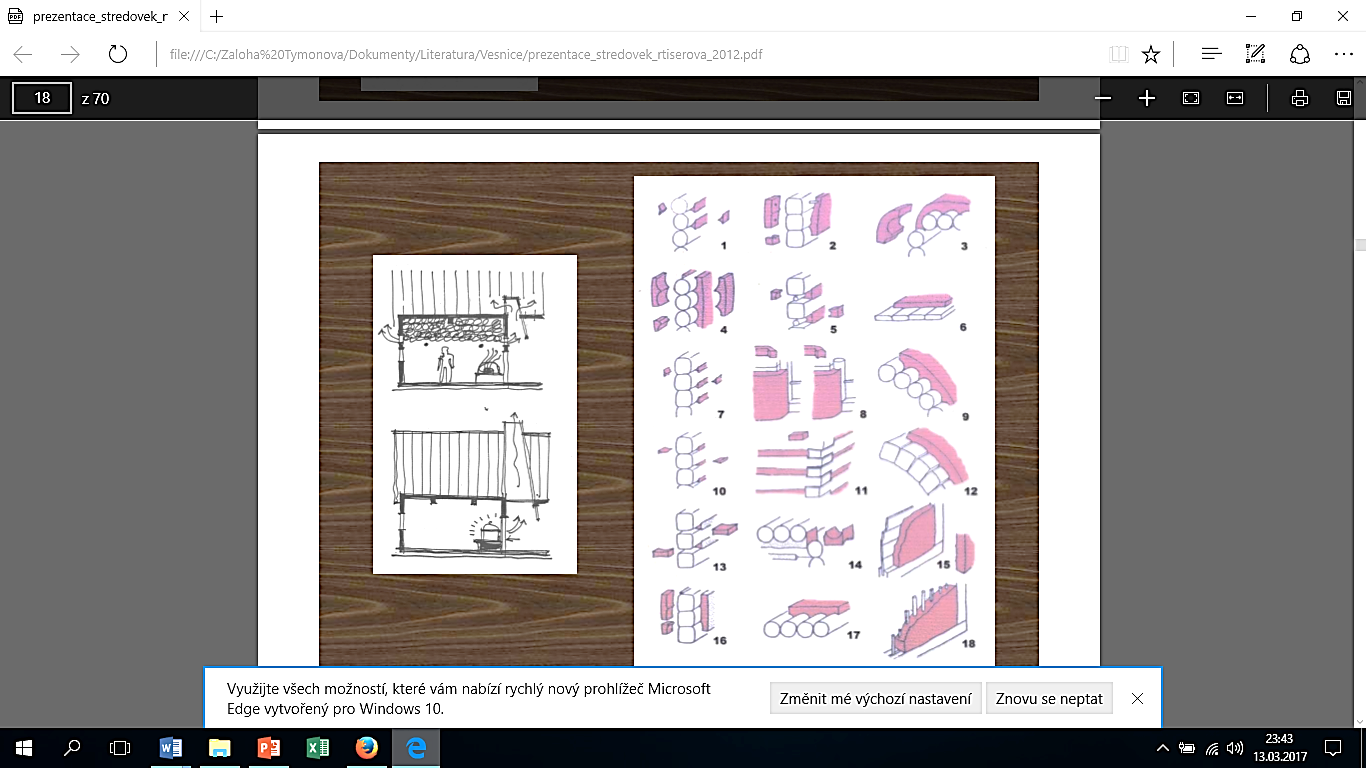 prezentace_stredovek_r
file:///C:/Zaloha%20Tymonova/Dokumenty/Literatura/Vesnice/prezentace_stredovek_rtiserova_2012.pdf
18 z 70
1 2 3
4 5 6
7 8 9
10 11 12
13 14 15
16 17 18
Využijte všech možností, které vám nabízí rychlý nový prohlížeč Microsoft
Edge vytvořený pro Windows 10.
Změnit mé výchozí nastavení
Znovu se neptat
23:43
13.03.2017